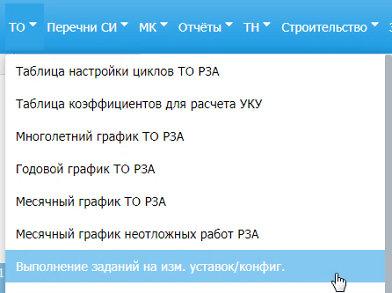 ТО Перечни СИ МК Отчёты ТН Строительство
Таблица настройки циклов ТО РЗА
Таблица коэффициентов для расчета УКУ
Многолетний график ТО РЗА
Годовой график ТО РЗА
Месячный график ТО РЗА
Месячный график неотложных работ РЗА
Выполнение заданий на изм. уставок/конфиг.